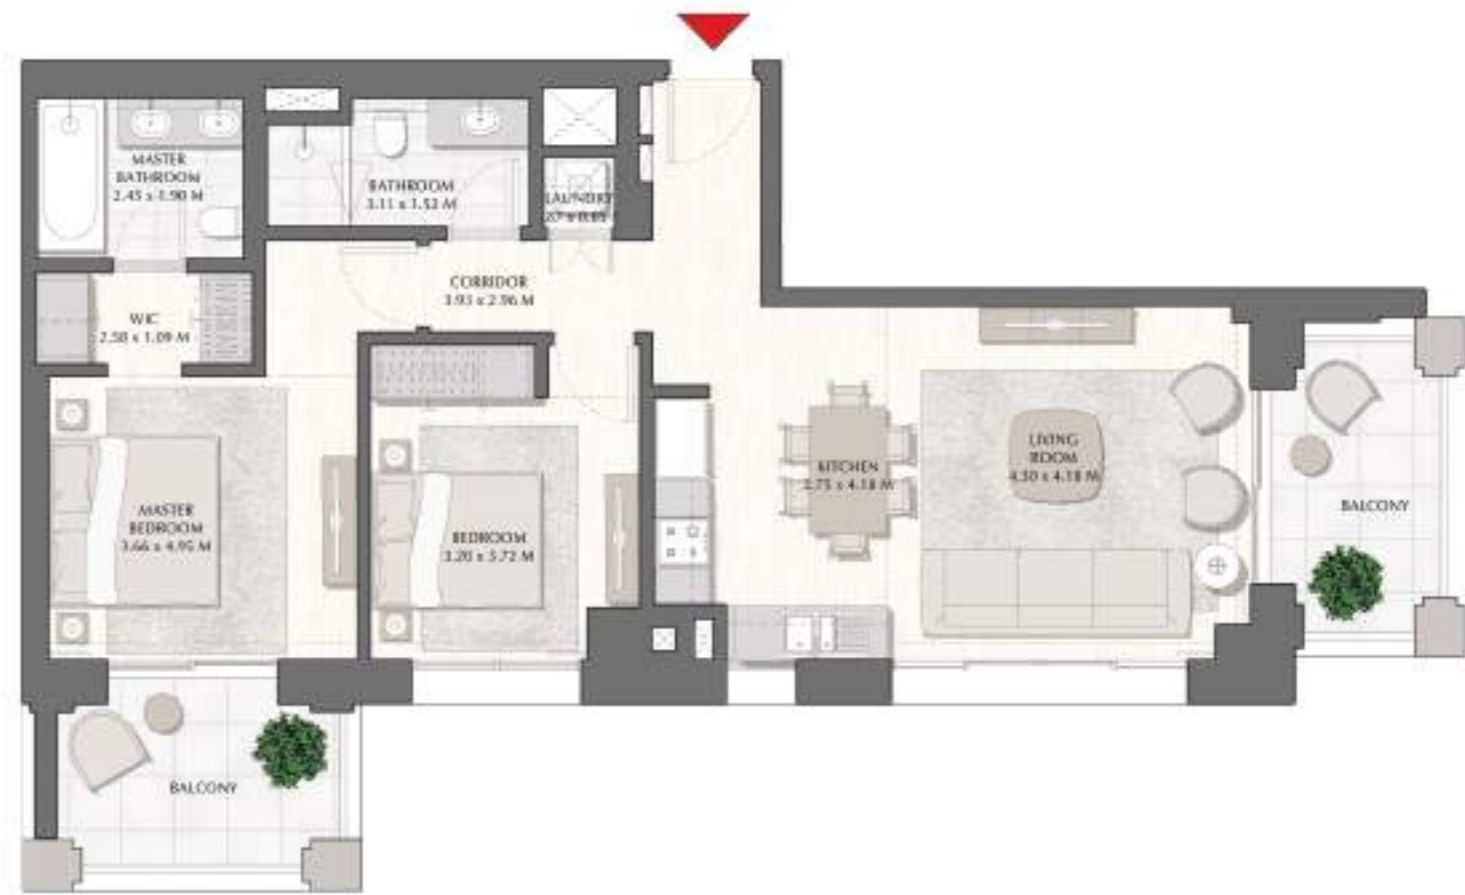 MASTER
BATHROOM
2.45 x 1.90 M
BATHROOM
3.11 x 1.52 M
LAUNDRY
CORRIDOR
3.93 x 2.96 M
WIC
2.50 x 1.09 M
MASTER
BEDROOM
3.66 x 4.95 M
BEDROOM
3.20 x 3.72 M
KITCHEN
2.75 x 4.18 M
LIVING
ROOM
4.50 x 4.18 M
BALCONY
BALCONY